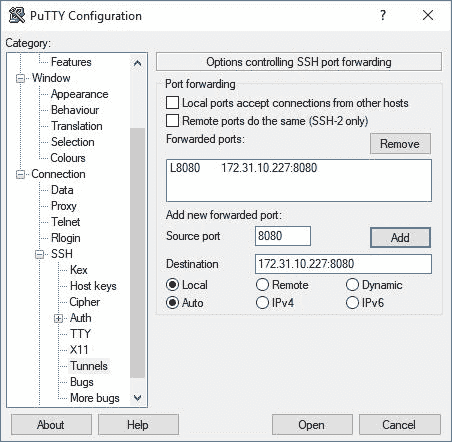 PuTTY Configuration
?
Category:
Features
Window
Appearance
Behaviour
Translation
Selection
Colours
Connection
Data
Proxy
Telnet
Rlogin
SSH
Kex
Host keys
Cipher
Auth
TTY
X11
Tunnels
Bugs
More bugs
Options controlling SSH port forwarding
Port forwarding
Local ports accept connections from other hosts
Remote ports do the same (SSH-2 only)
Forwarded ports:
Remove
L8080 172.31.10.227:8080
Add new forwarded port:
Source port 8080 Add
Destination 172.31.10.227:8080
Local Remote Dynamic
Auto IPv4 IPv6
About Help Open Cancel